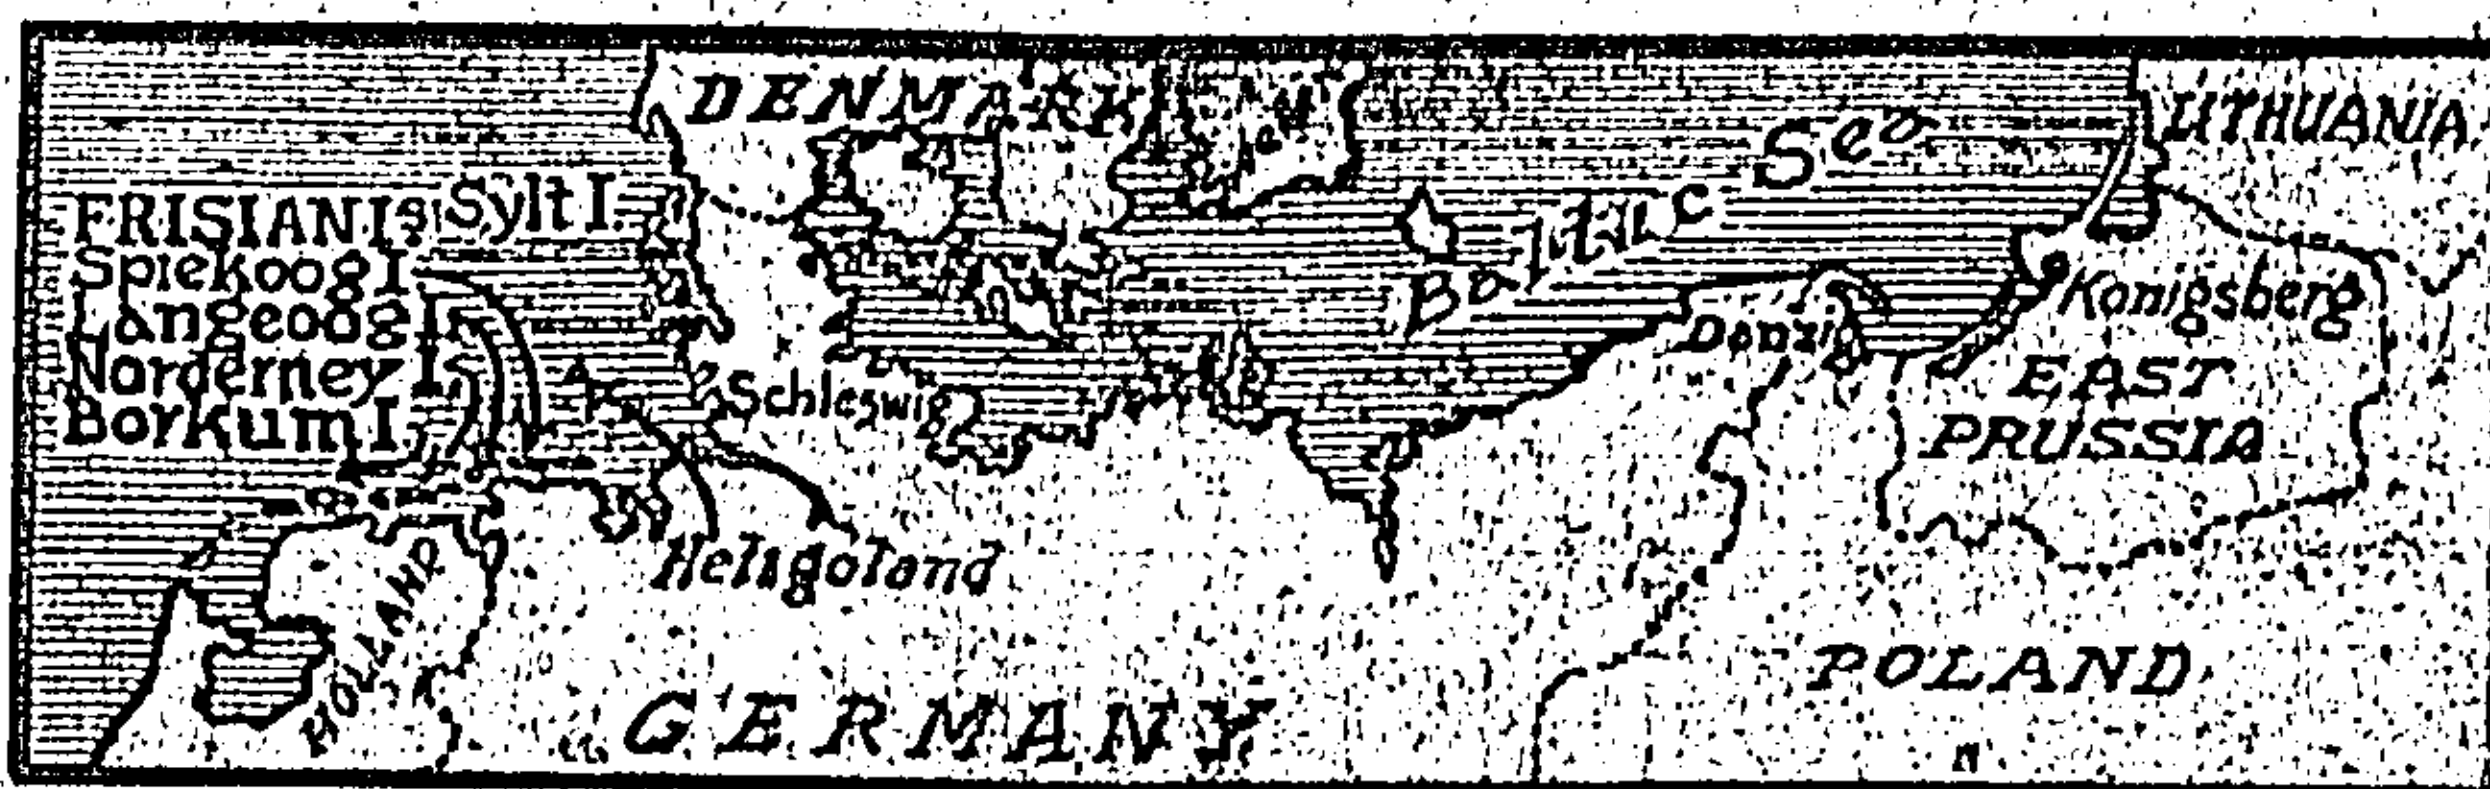 DENMARK
Baltic Sea
LITHUANIA
FRISIAN Is
Sylt I
Spiekoog I
Langeoog I
Norderney I
Borkum I
Schleswig
Danzig
Konigsberg
EAST
PRUSSIA
Heligoland
HOLLAND
GERMANY
POLAND